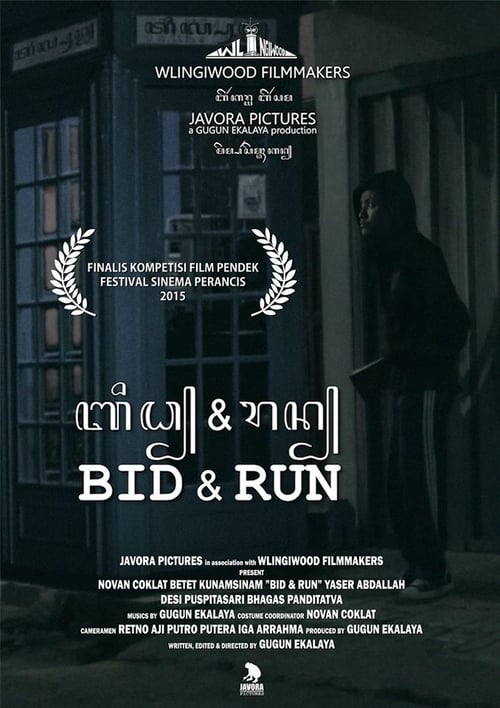 WLINGIWOOD
WLINGIWOOD FILMMAKERS
JAVORA PICTURES
a GUGUN EKALAYA production
FINALIS KOMPETISI FILM PENDEK
FESTIVAL SINEMA PERANCIS
2015
&
BID & RUN
JAVORA PICTURES in association with WLINGIWOOD FILMMAKERS
PRESENT
NOVAN COKLAT BETET KUNAMSINAM "BID & RUN" YASER ABDALLAH
DESI PUSPITASARI BHAGAS PANDITATVA
MUSICS BY GUGUN EKALAYA COSTUME COORDINATOR NOVAN COKLAT
CAMERAMEN RETNO AJI PUTRO PUTERA IGA ARRAHMA PRODUCED BY GUGUN EKALAYA
WRITTEN, EDITED & DIRECTED BY GUGUN EKALAYA
JAVORA
PICTURES